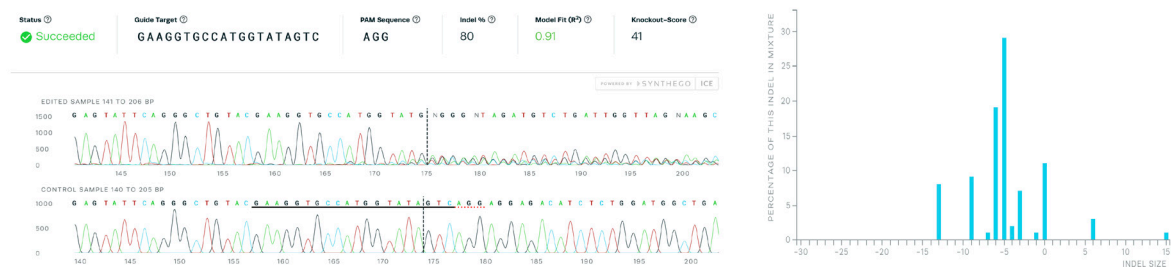 Status ? Guide Target ? PAM Sequence ? Indel % ? Model Fit (R²) ? Knockout-Score ?
Succeeded GAAGGTGCCATGGTATAGTC AGG 80 0.91 41
POWERED BY SYNTHEGO ICE
EDITED SAMPLE 141 TO 206 BP
GAGTATTCAGGGCTGTACGAAGGTGCCATGGTATGNGGGNTAGATGTCTGATTGGTTAGNAAGC
1500
1000
500
0
145 150 155 160 165 170 175 180 185 190 195 200
CONTROL SAMPLE 140 TO 205 BP
GAGTATTCAGGGCTGTACGAAGGTGCCATGGTATAGTCAGGAGGAGACATCTCTGGATGGCTGA
1000
500
0
140 145 150 155 160 165 170 175 180 185 190 195 200
PERCENTAGE OF THIS INDEL IN MIXTURE
30
25
20
15
10
5
0
-30 -25 -20 -15 -10 -5 0 5 10 15
INDEL SIZE